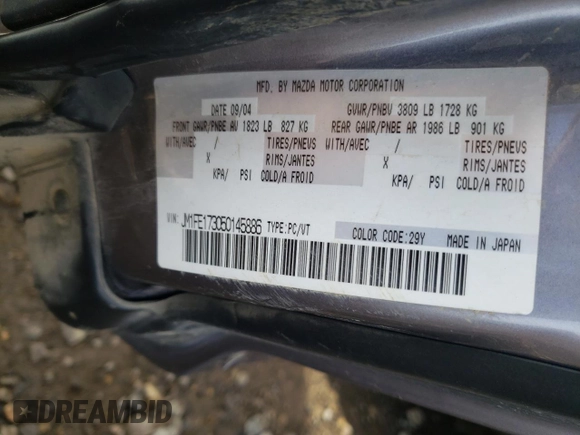 MFD. BY MAZDA MOTOR CORPORATION
DATE 09/04 GVWR/PNBV 3809 LB 1728 KG
FRONT GAWR/PNBE AV 1823 LB 827 KG REAR GAWR/PNBE AR 1986 LB 901 KG
WITH/AVEC / TIRES/PNEVS WITH/AVEC / TIRES/PNEVS
X RIMS/JANTES X RIMS/JANTES
KPA/ PSI COLD/A FROID KPA/ PSI COLD/A FROID
VIN: JM1FE173050145886 TYPE:PC/VT COLOR CODE:29Y MADE IN JAPAN
DREAMBID